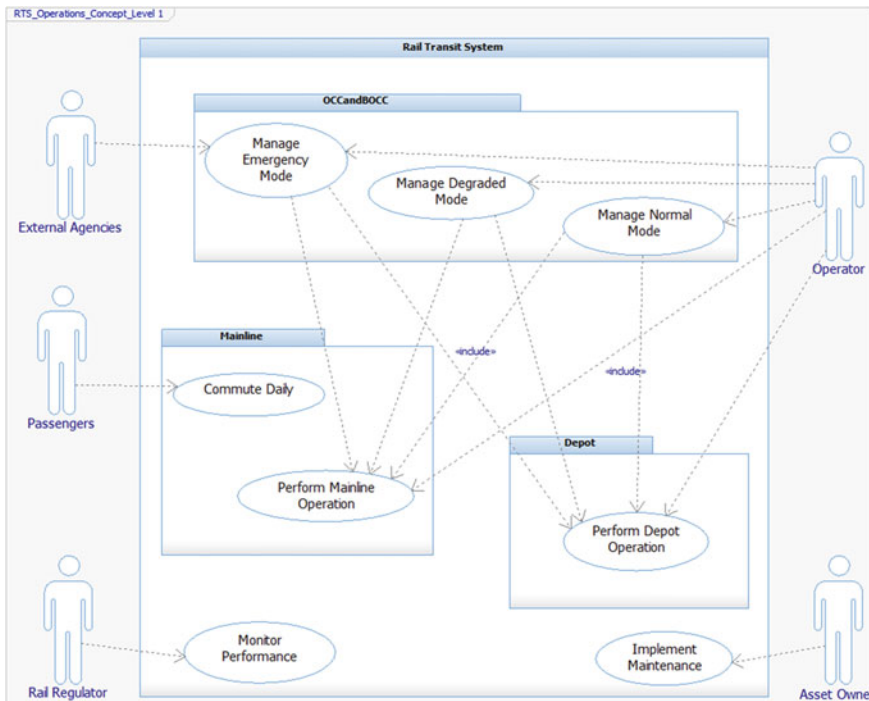 RTS_Operations_Concept_Level 1
Rail Transit System
OCCandBOCC
Manage
Emergency
Mode
Manage Degraded
Mode
Manage Normal
Mode
External Agencies
Operator
Mainline
Commute Daily
Passengers
«include»
«include»
Perform Mainline
Operation
Depot
Perform Depot
Operation
Monitor
Performance
Rail Regulator
Implement
Maintenance
Asset Owne